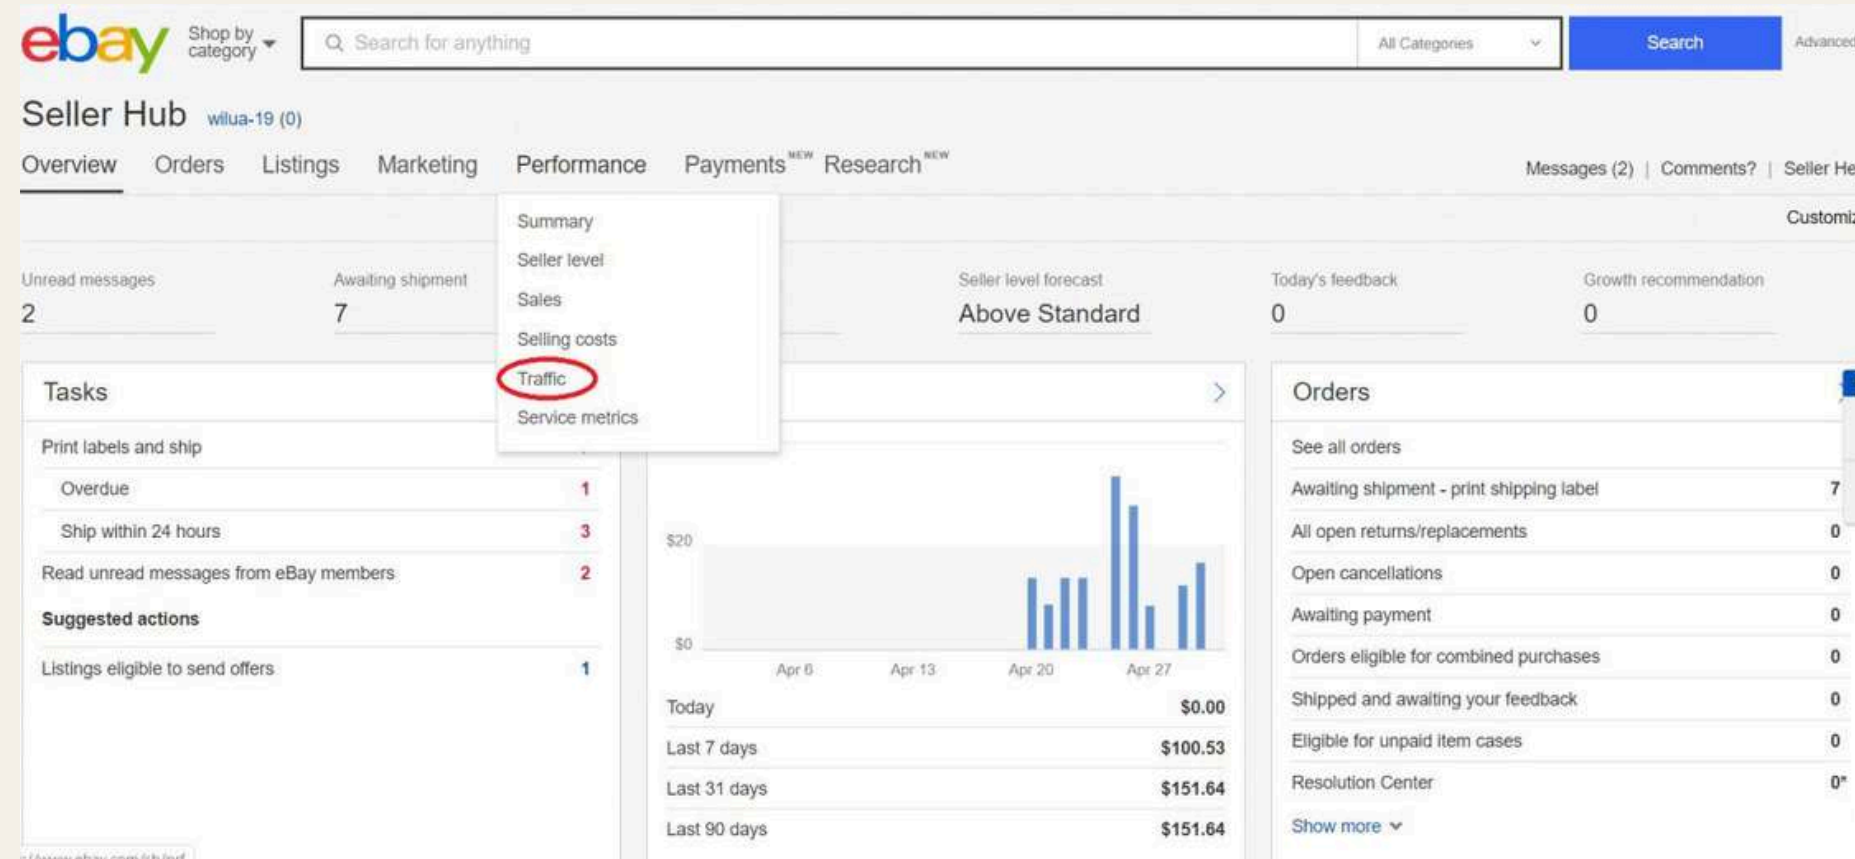 ebay
Shop by category
Search for anything
All Categories
Search
Advanced
Seller Hub wilua-19 (0)
Overview Orders Listings Marketing Performance Payments NEW Research NEW
Messages (2) | Comments? | Seller He
Customiz
Summary
Seller level
Sales
Selling costs
Traffic
Service metrics
Unread messages
2
Awaiting shipment
7
Seller level forecast
Above Standard
Today's feedback
0
Growth recommendation
0
Tasks
Print labels and ship
Overdue 1
Ship within 24 hours 3
Read unread messages from eBay members 2
Suggested actions
Listings eligible to send offers 1
$20
$0
Apr 6 Apr 13 Apr 20 Apr 27
Today $0.00
Last 7 days $100.53
Last 31 days $151.64
Last 90 days $151.64
Orders
See all orders
Awaiting shipment - print shipping label 7
All open returns/replacements 0
Open cancellations 0
Awaiting payment 0
Orders eligible for combined purchases 0
Shipped and awaiting your feedback 0
Eligible for unpaid item cases 0
Resolution Center 0*
Show more